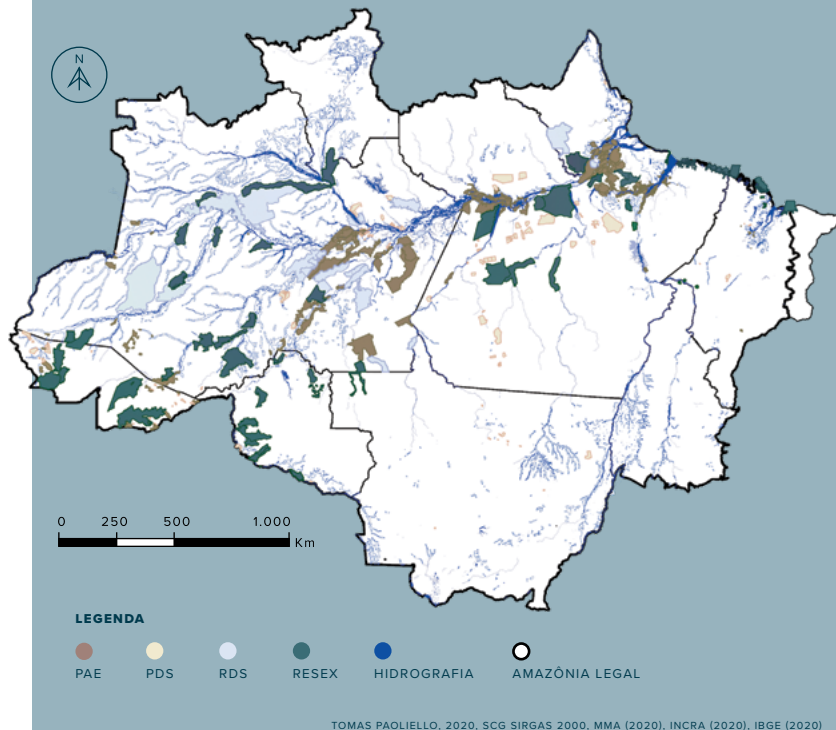 N
0 250 500 1.000
Km
LEGENDA
PAE PDS RDS RESEX HIDROGRAFIA AMAZÔNIA LEGAL
TOMAS PAOLIELLO, 2020, SCG SIRGAS 2000, MMA (2020), INCRA (2020), IBGE (2020)